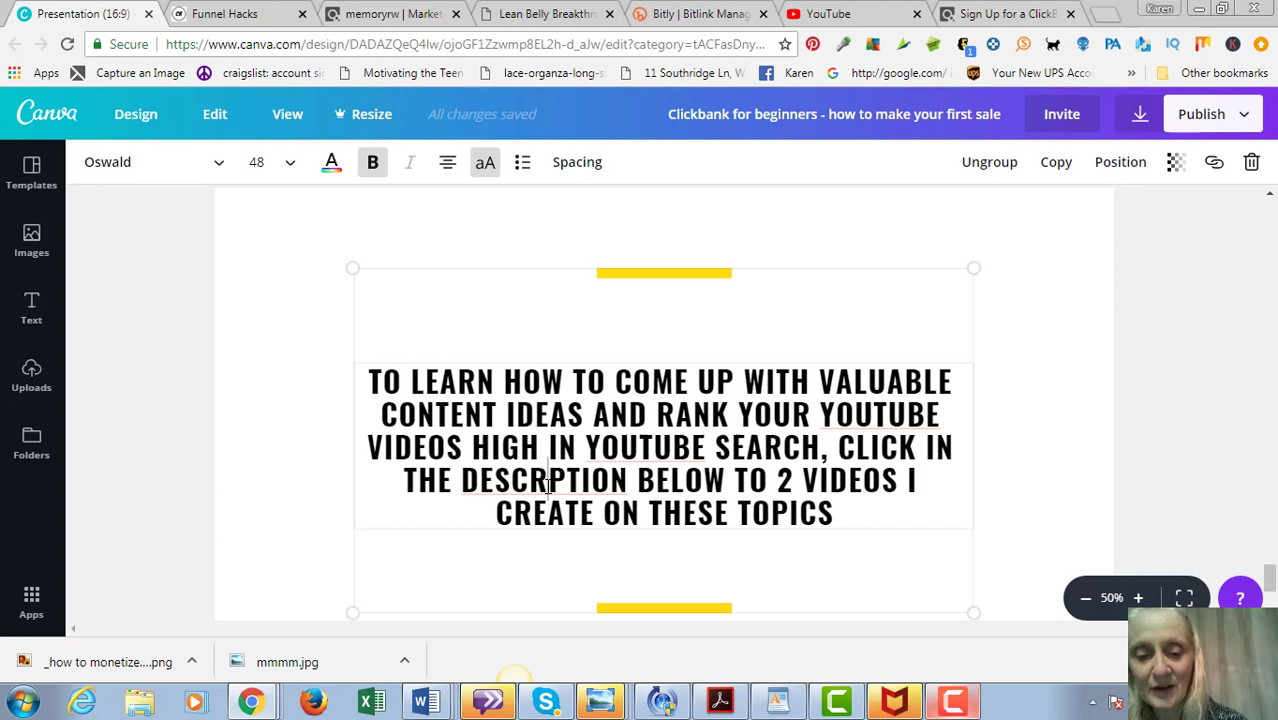 Presentation (16:9)
Funnel Hacks
memoryrw | Market
Lean Belly Breakthr
Bitly | Bitlink Mana
YouTube
Sign Up for a ClickB
Karen
Secure
https://www.canva.com/design/DADAZQeQ4Iw/ojoGF1Zzwmp8EL2h-d_aJw/edit?category=tACFasDny...
1
PA
IQ
K
Apps
Capture an Image
craigslist:account si
Motivating the Teen
lace-organza-long-s
11 Southridge Ln, W
Karen
http://google.com/
Your New UPS Acco
»
Other bookmarks
Canva
Design
Edit
View
Resize
All changes saved
Clickbank for beginners - how to make your first sale
Invite
Publish
Templates
Images
Text
Uploads
Folders
Apps
Oswald
48
A
B
I
aA
Spacing
Ungroup
Copy
Position
TO LEARN HOW TO COME UP WITH VALUABLE
CONTENT IDEAS AND RANK YOUR YOUTUBE
VIDEOS HIGH IN YOUTUBE SEARCH, CLICK IN
THE DESCRIPTION BELOW TO 2 VIDEOS I
CREATE ON THESE TOPICS
50%
?
_how to monetize....png
mmmm.jpg